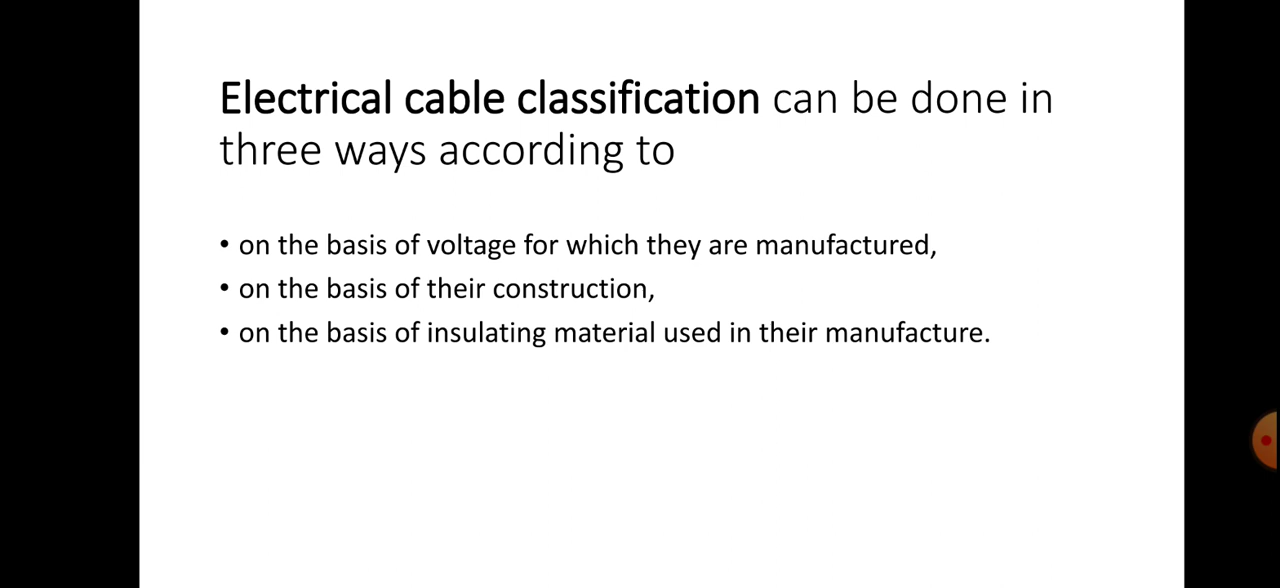 Electrical cable classification can be done in
three ways according to
• on the basis of voltage for which they are manufactured,
• on the basis of their construction,
• on the basis of insulating material used in their manufacture.